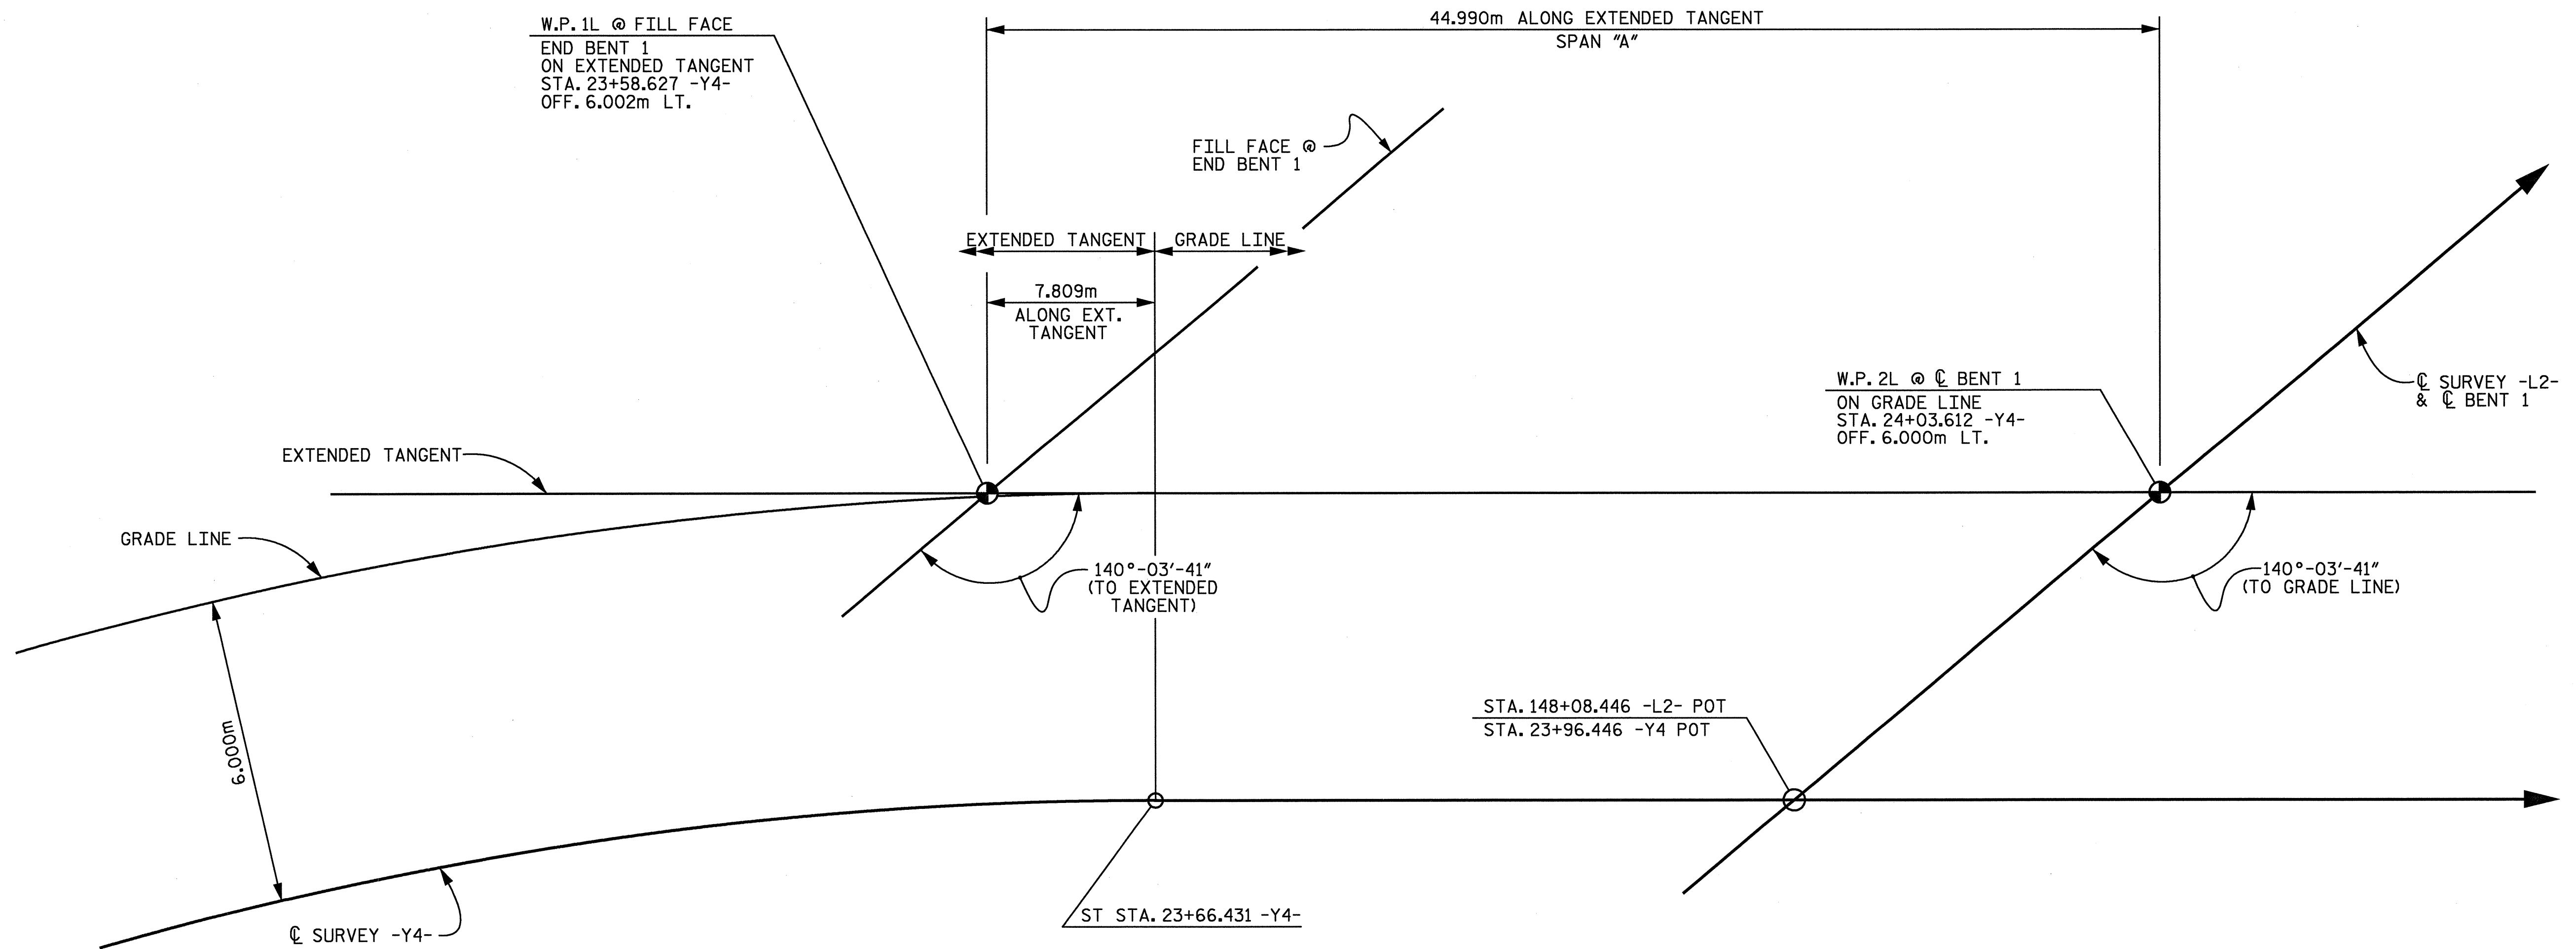 W.P. 1L @ FILL FACE
END BENT 1
ON EXTENDED TANGENT
STA. 23+58.627 -Y4-
OFF. 6.002m LT.
44.990m ALONG EXTENDED TANGENT
SPAN "A"
FILL FACE @
END BENT 1
EXTENDED TANGENT
GRADE LINE
7.809m
ALONG EXT.
TANGENT
W.P. 2L @ ℄ BENT 1
ON GRADE LINE
STA. 24+03.612 -Y4-
OFF. 6.000m LT.
℄ SURVEY -L2-
& ℄ BENT 1
EXTENDED TANGENT
GRADE LINE
140°-03'-41"
(TO EXTENDED
TANGENT)
140°-03'-41"
(TO GRADE LINE)
6.000m
STA. 148+08.446 -L2- POT
STA. 23+96.446 -Y4 POT
ST STA. 23+66.431 -Y4-
℄ SURVEY -Y4-